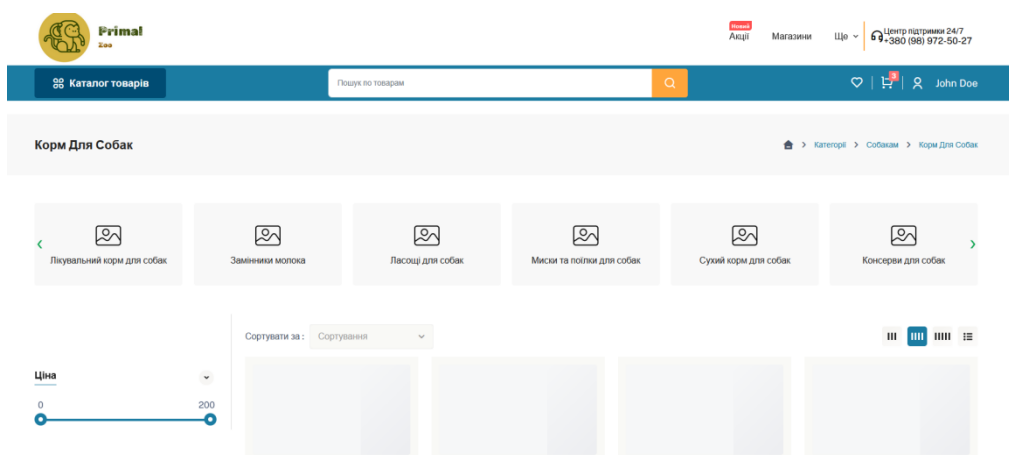 Primal
Zoo
Новий
Акції
Магазини
Ще
Центр підтримки 24/7
+380 (98) 972-50-27
Каталог товарів
Пошук по товарам
3
John Doe
Корм Для Собак
Категорії > Собакам > Корм Для Собак
Лікувальний корм для собак
Замінники молока
Ласощі для собак
Миски та поїлки для собак
Сухий корм для собак
Консерви для собак
Сортувати за :
Сортування
Ціна
0
200